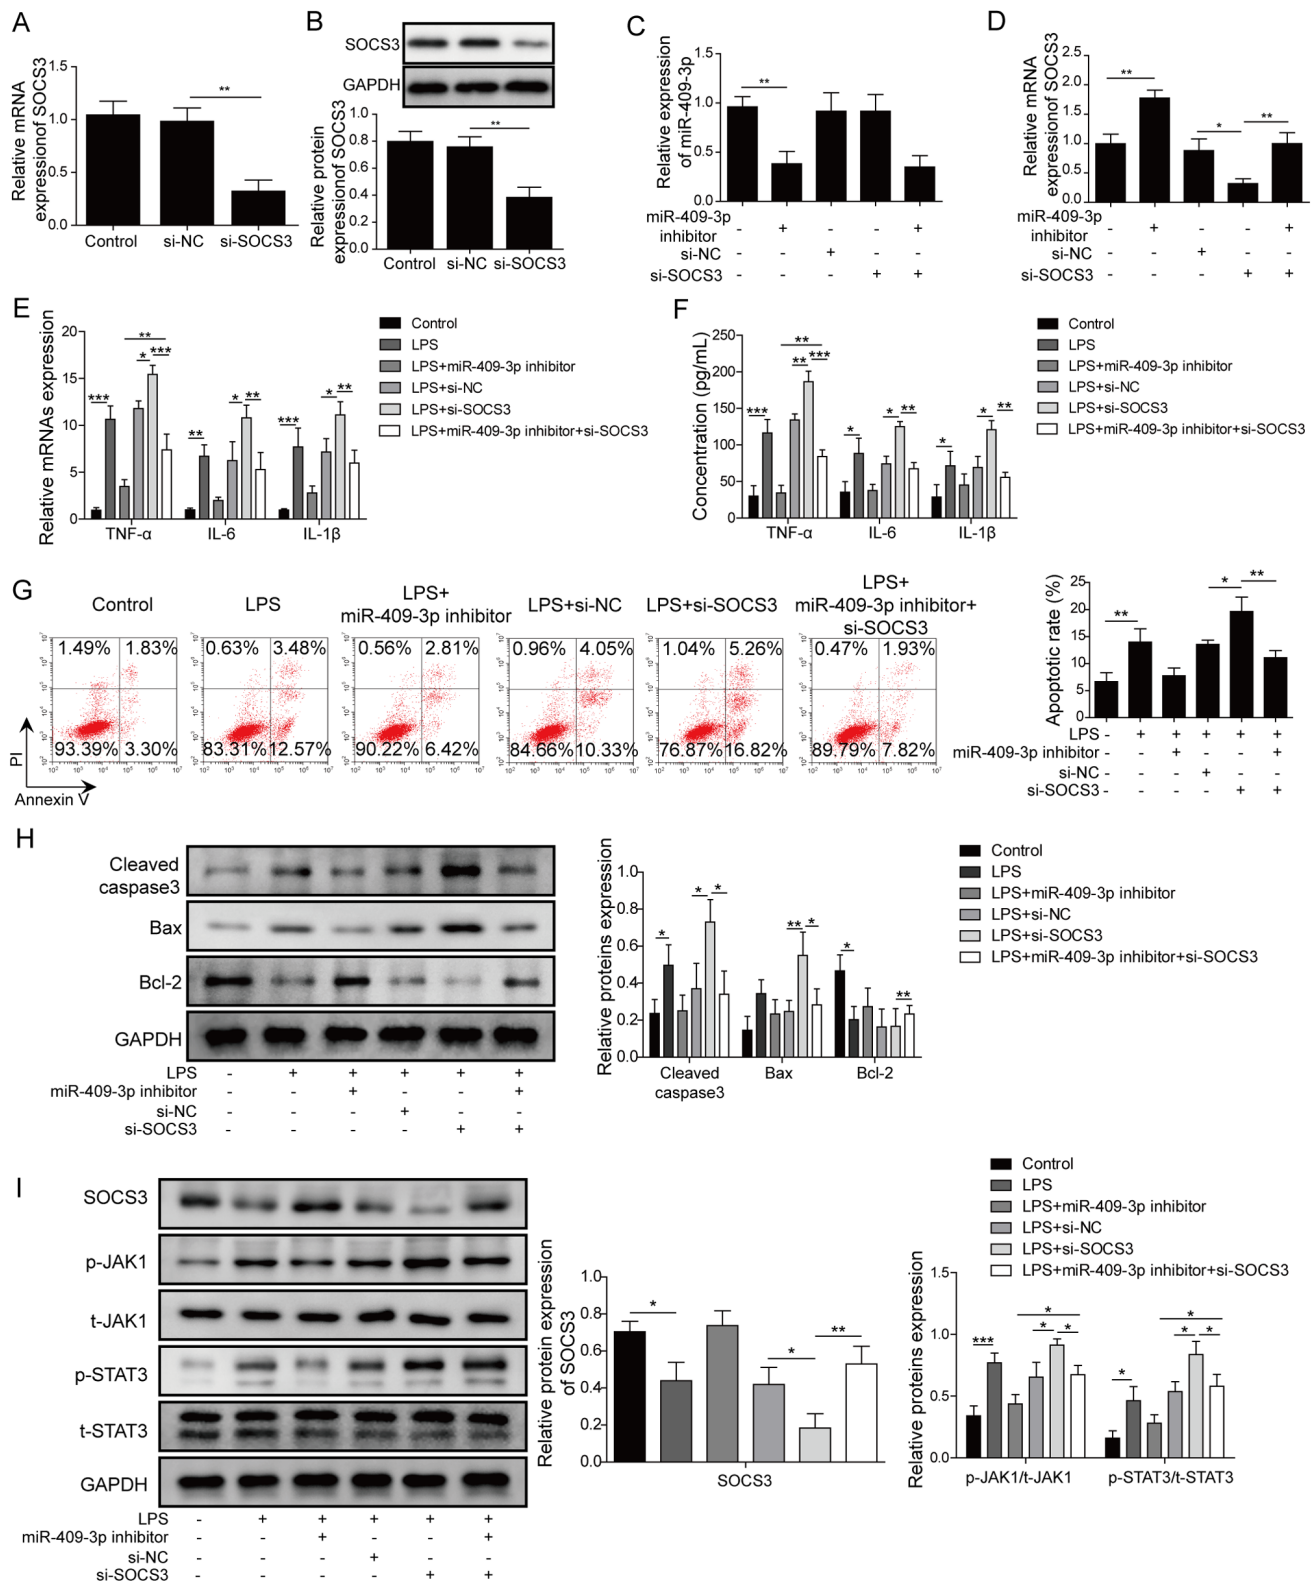 A
Relative mRNA
expressionof SOCS3
1.5
1.0
0.5
0.0
**
Control si-NC si-SOCS3
B
SOCS3
GAPDH
Relative protein
expressionof SOCS3
1.0
0.8
0.6
0.4
0.2
0.0
**
Control si-NC si-SOCS3
C
Relative expression
of miR-409-3p
1.5
1.0
0.5
0.0
**
miR-409-3p
inhibitor - + - - +
si-NC - - + - -
si-SOCS3 - - - + +
D
Relative mRNA
expressionof SOCS3
2.5
2.0
1.5
1.0
0.5
0.0
** * **
miR-409-3p
inhibitor - + - - +
si-NC - - + - -
si-SOCS3 - - - + +
E
Relative mRNAs expression
20
15
10
5
0
*** ** * ***
** * **
*** * **
TNF-α IL-6 IL-1β
Control
LPS
LPS+miR-409-3p inhibitor
LPS+si-NC
LPS+si-SOCS3
LPS+miR-409-3p inhibitor+si-SOCS3
F
Concentration (pg/mL)
250
200
150
100
50
0
*** ** ** ***
* * **
* * **
TNF-α IL-6 IL-1β
Control
LPS
LPS+miR-409-3p inhibitor
LPS+si-NC
LPS+si-SOCS3
LPS+miR-409-3p inhibitor+si-SOCS3
G
Control
1.49% 1.83%
93.39% 3.30%
LPS
0.63% 3.48%
83.31% 12.57%
LPS+
miR-409-3p inhibitor
0.56% 2.81%
90.22% 6.42%
LPS+si-NC
0.96% 4.05%
84.66% 10.33%
LPS+si-SOCS3
1.04% 5.26%
76.87% 16.82%
LPS+
miR-409-3p inhibitor+
si-SOCS3
0.47% 1.93%
89.79% 7.82%
PI
Annexin V
Apoptotic rate (%)
25
20
15
10
5
0
** * **
LPS - + + + + +
miR-409-3p inhibitor - - + - - +
si-NC - - - + - -
si-SOCS3 - - - - + +
H
Cleaved
caspase3
Bax
Bcl-2
GAPDH
LPS - + + + + +
miR-409-3p inhibitor - - + - - +
si-NC - - - + - -
si-SOCS3 - - - - + +
Relative proteins expression
1.0
0.8
0.6
0.4
0.2
0.0
* * *
** *
* **
Cleaved
caspase3
Bax
Bcl-2
Control
LPS
LPS+miR-409-3p inhibitor
LPS+si-NC
LPS+si-SOCS3
LPS+miR-409-3p inhibitor+si-SOCS3
I
SOCS3
p-JAK1
t-JAK1
p-STAT3
t-STAT3
GAPDH
LPS - + + + + +
miR-409-3p inhibitor - - + - - +
si-NC - - - + - -
si-SOCS3 - - - - + +
Relative protein expression
of SOCS3
1.0
0.8
0.6
0.4
0.2
0.0
* * **
SOCS3
Control
LPS
LPS+miR-409-3p inhibitor
LPS+si-NC
LPS+si-SOCS3
LPS+miR-409-3p inhibitor+si-SOCS3
Relative proteins expression
1.5
1.0
0.5
0.0
*** * * *
* * * *
p-JAK1/t-JAK1 p-STAT3/t-STAT3